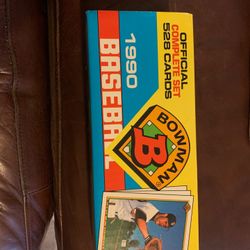 OFFICIAL
COMPLETE SET
528 CARDS
1990
BASEBALL
BOWMAN
B